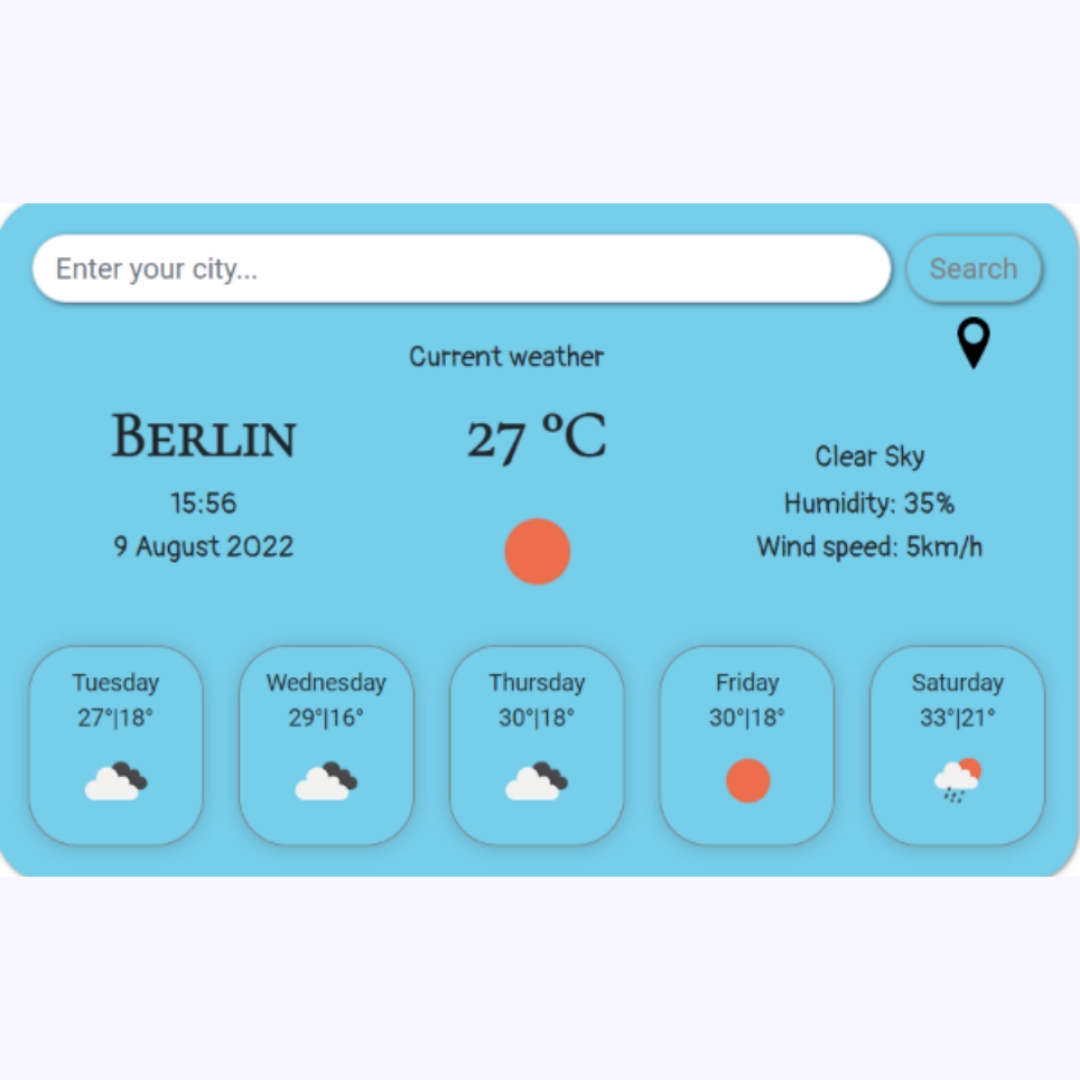 Enter your city...
Search
Current weather
BERLIN
27 °C
15:56
9 August 2022
Clear Sky
Humidity: 35%
Wind speed: 5km/h
Tuesday
27°|18°
Wednesday
29°|16°
Thursday
30°|18°
Friday
30°|18°
Saturday
33°|21°